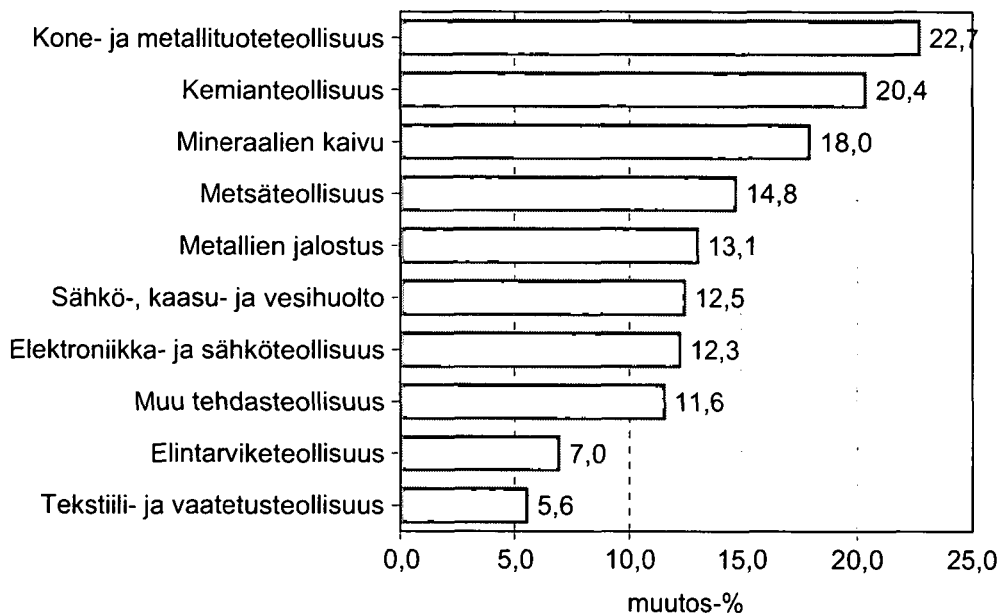 Kone- ja metallituoteteollisuus 22,7
Kemianteollisuus 20,4
Mineraalien kaivu 18,0
Metsäteollisuus 14,8
Metallien jalostus 13,1
Sähkö-, kaasu- ja vesihuolto 12,5
Elektroniikka- ja sähköteollisuus 12,3
Muu tehdasteollisuus 11,6
Elintarviketeollisuus 7,0
Tekstiili- ja vaatetusteollisuus 5,6
0,0 5,0 10,0 15,0 20,0 25,0
muutos-%